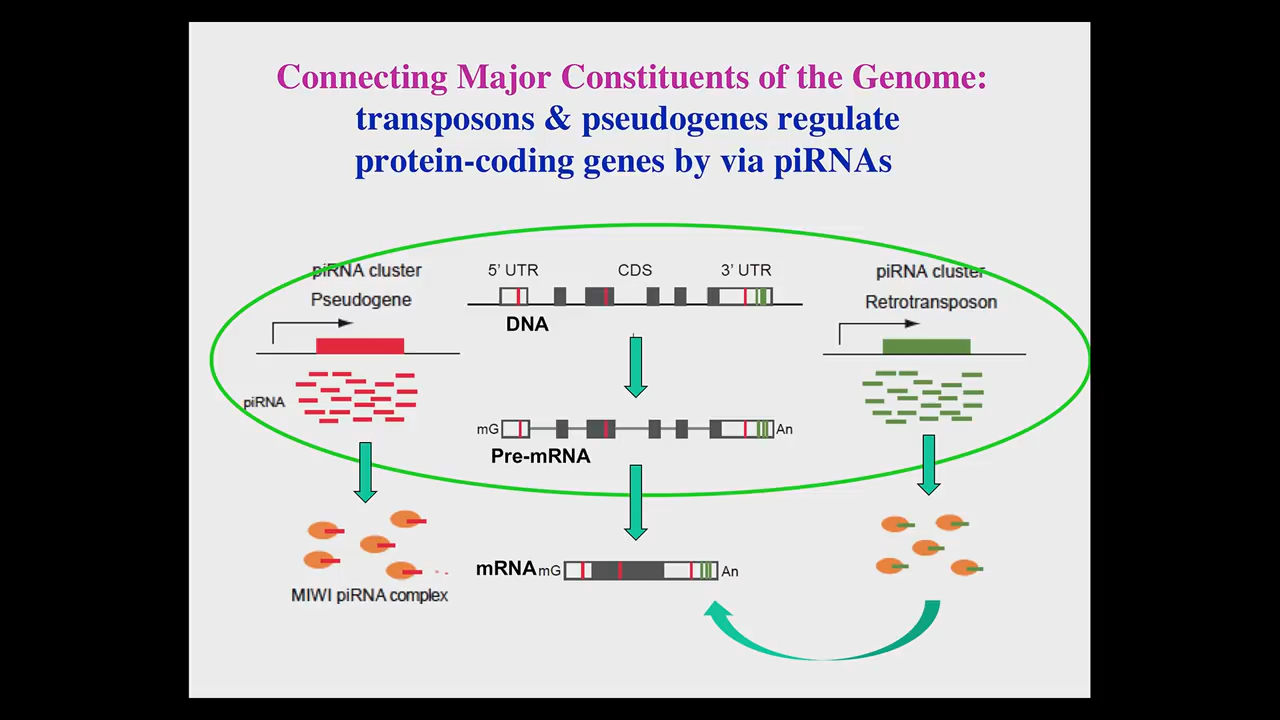 Connecting Major Constituents of the Genome:
transposons & pseudogenes regulate
protein-coding genes by via piRNAs
piRNA cluster
Pseudogene
piRNA
MIWI piRNA complex
5’ UTR CDS 3’ UTR
DNA
mG An
Pre-mRNA
mRNA mG An
piRNA cluster
Retrotransposon